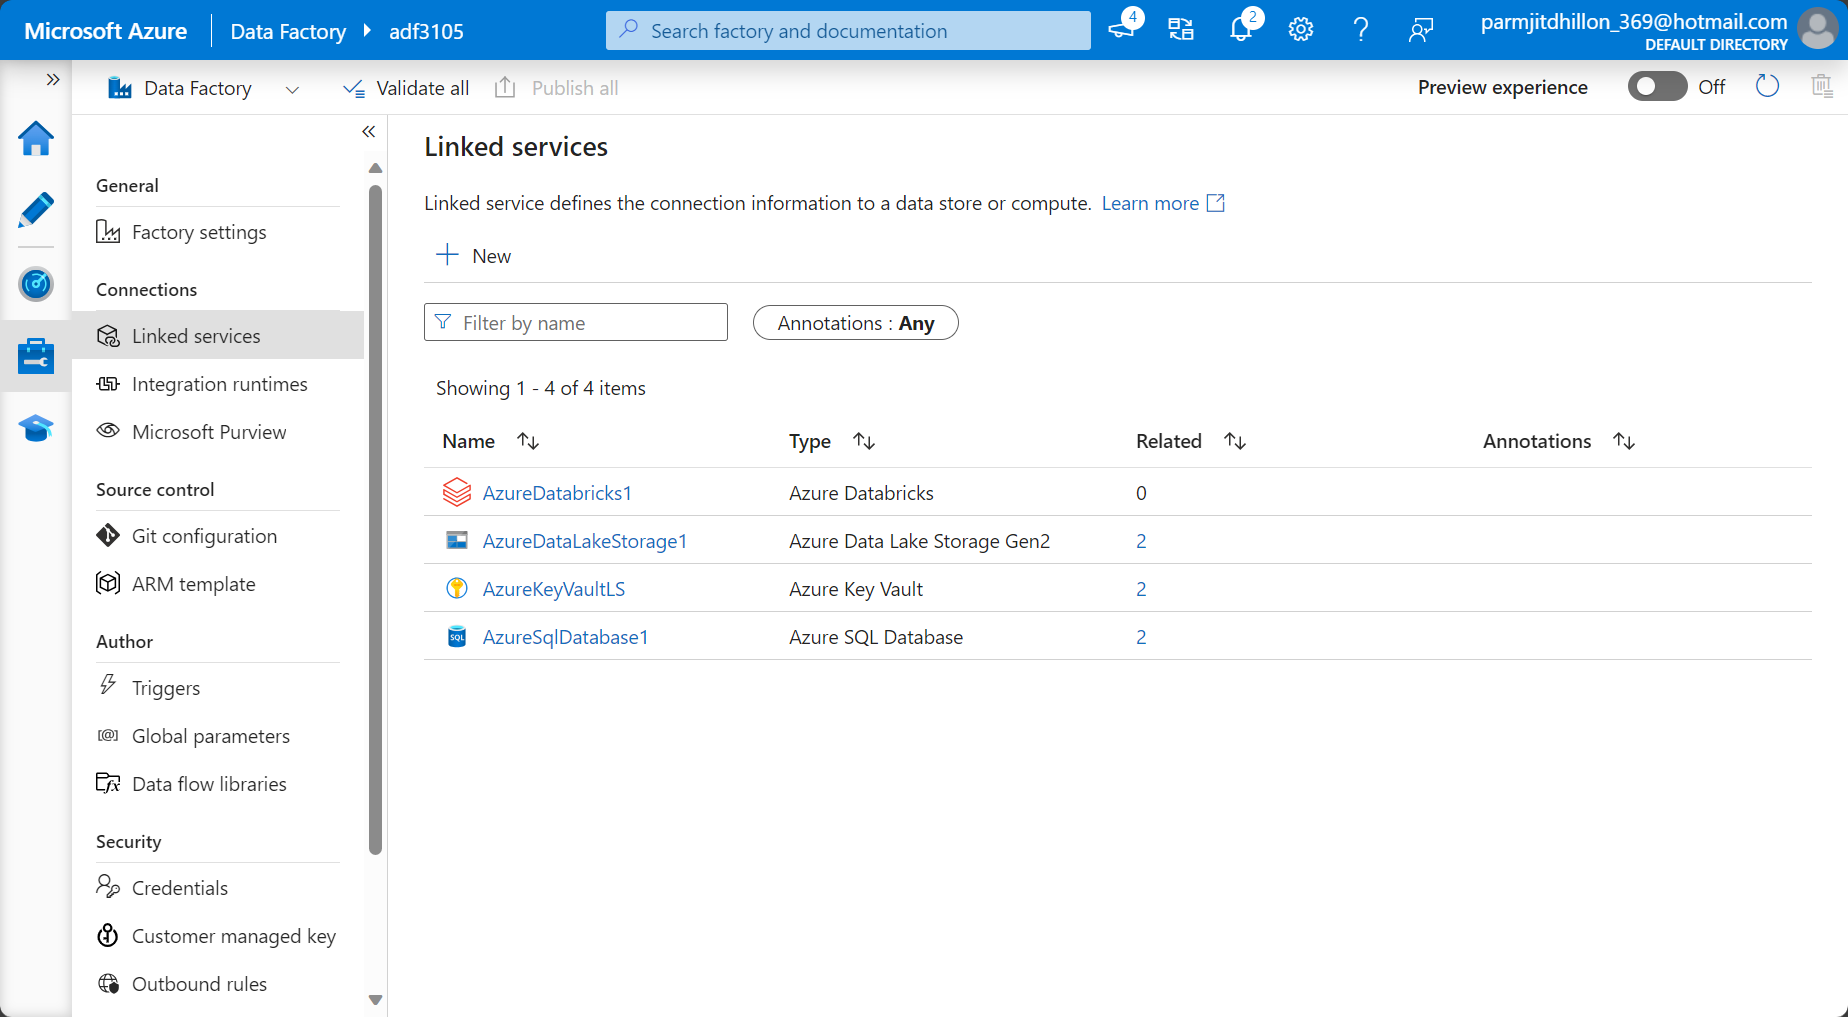 Microsoft Azure
Data Factory
adf3105
Search factory and documentation
4
2
parmjitdhillon_369@hotmail.com
DEFAULT DIRECTORY
Data Factory
Validate all
Publish all
Preview experience
Off
General
Factory settings
Connections
Linked services
Integration runtimes
Microsoft Purview
Source control
Git configuration
ARM template
Author
Triggers
Global parameters
Data flow libraries
Security
Credentials
Customer managed key
Outbound rules
Linked services
Linked service defines the connection information to a data store or compute. Learn more
New
Filter by name
Annotations : Any
Showing 1 - 4 of 4 items
Name Type Related Annotations
AzureDatabricks1 Azure Databricks 0
AzureDataLakeStorage1 Azure Data Lake Storage Gen2 2
AzureKeyVaultLS Azure Key Vault 2
SQL AzureSqlDatabase1 Azure SQL Database 2